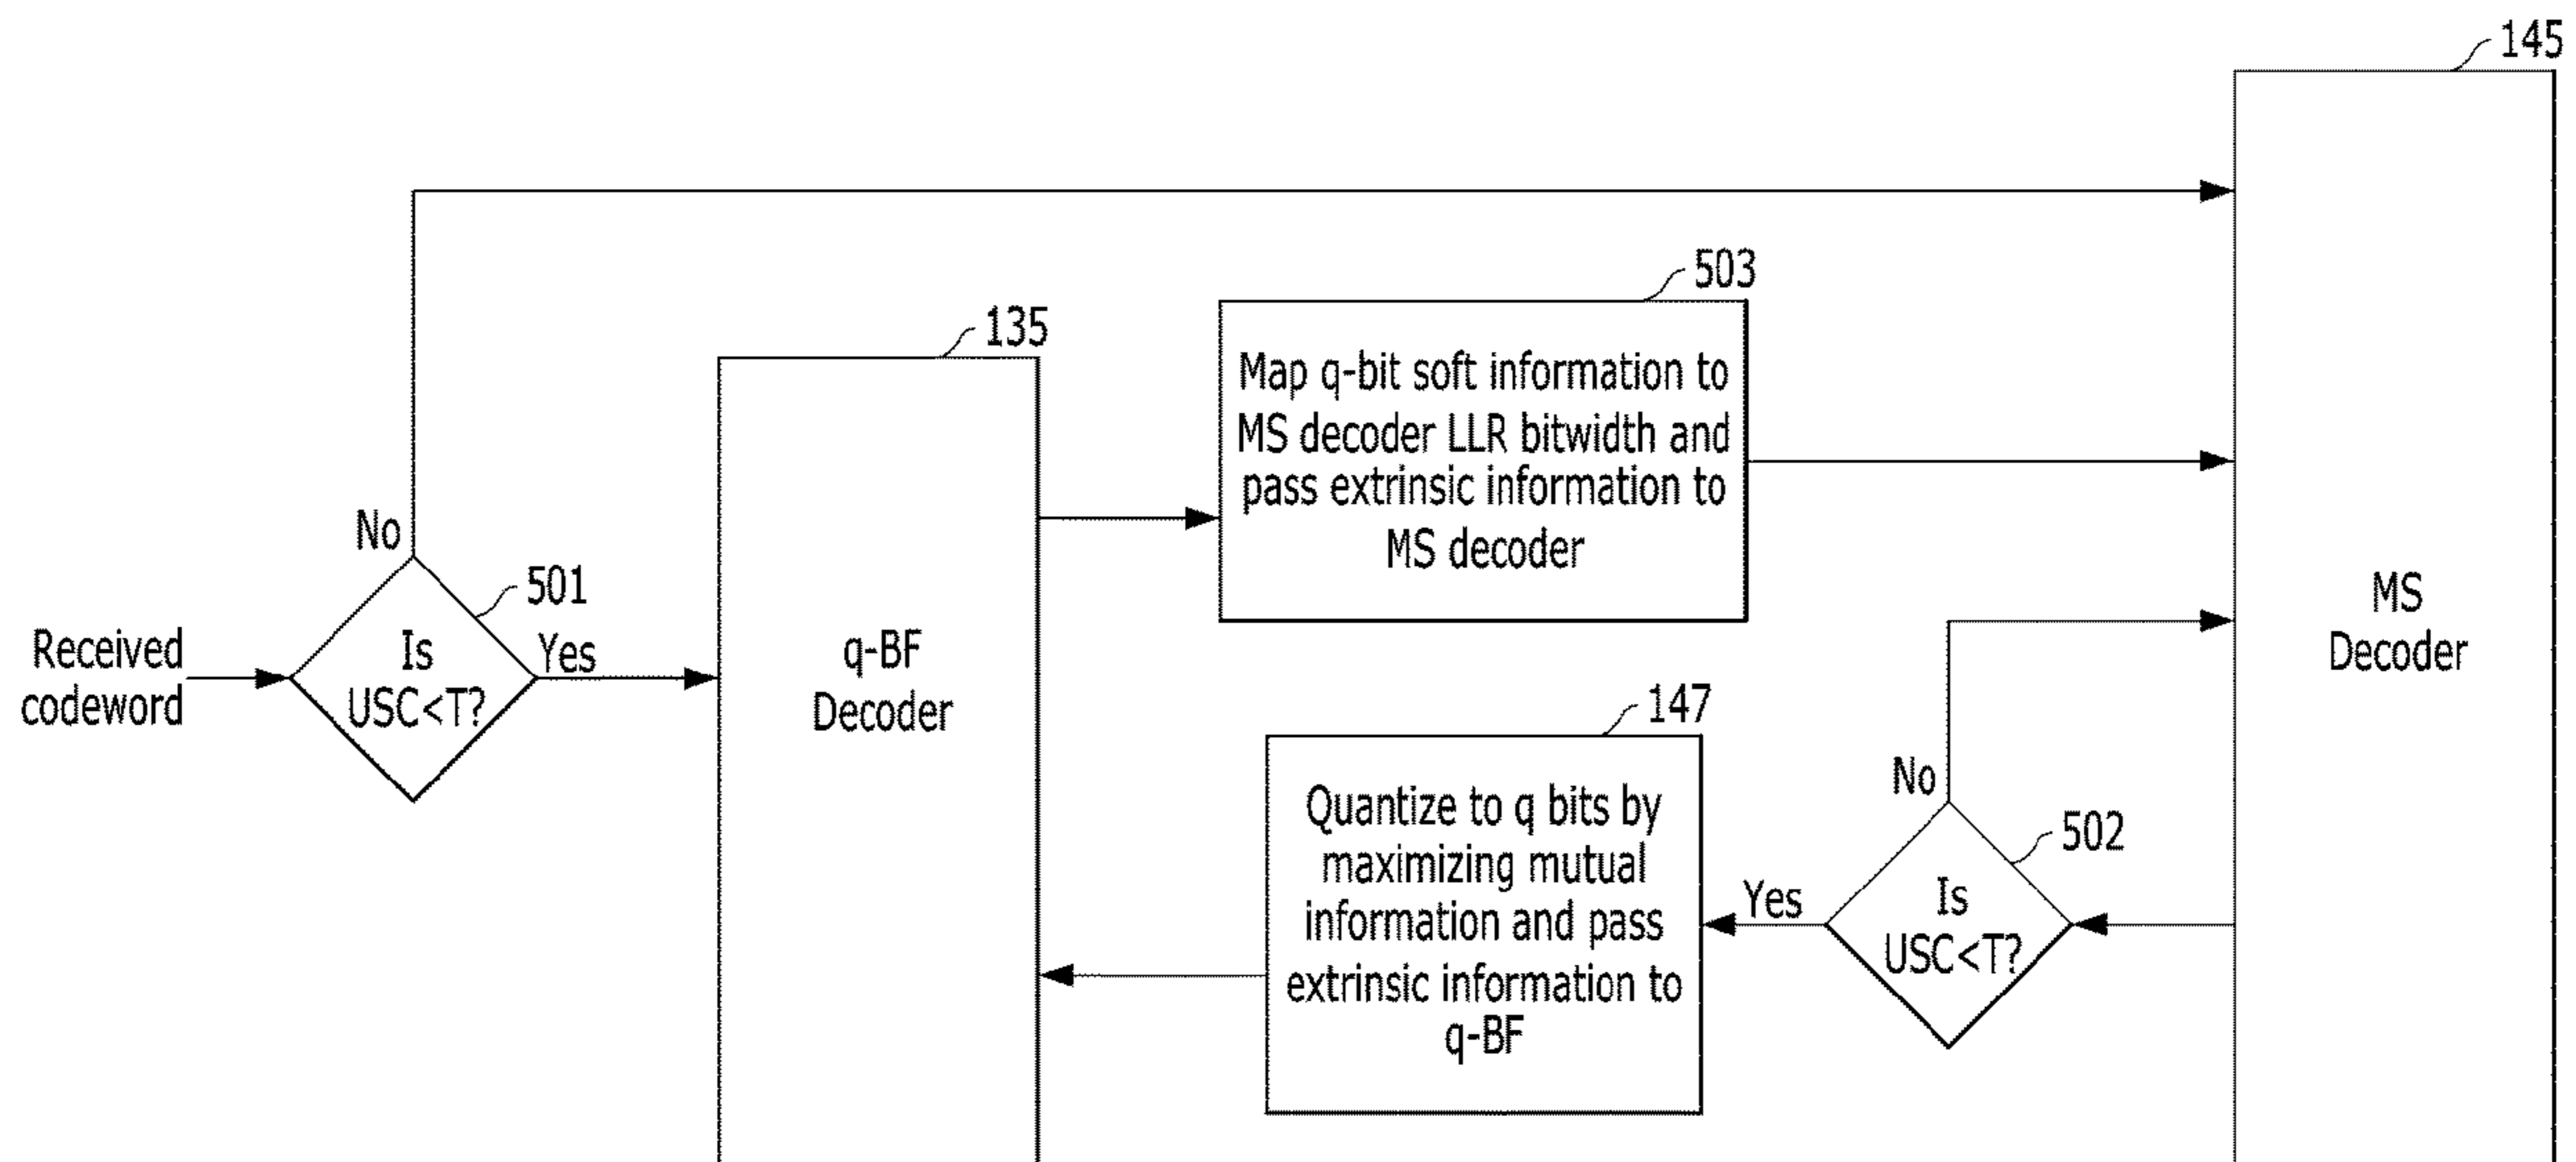 145
503
135
Map q-bit soft information to
MS decoder LLR bitwidth and
pass extrinsic information to
MS decoder
No
501
Received
codeword
Is
USC<T?
Yes
q-BF
Decoder
MS
Decoder
147
Quantize to q bits by
maximizing mutual
information and pass
extrinsic information to
q-BF
No
502
Yes
Is
USC<T?